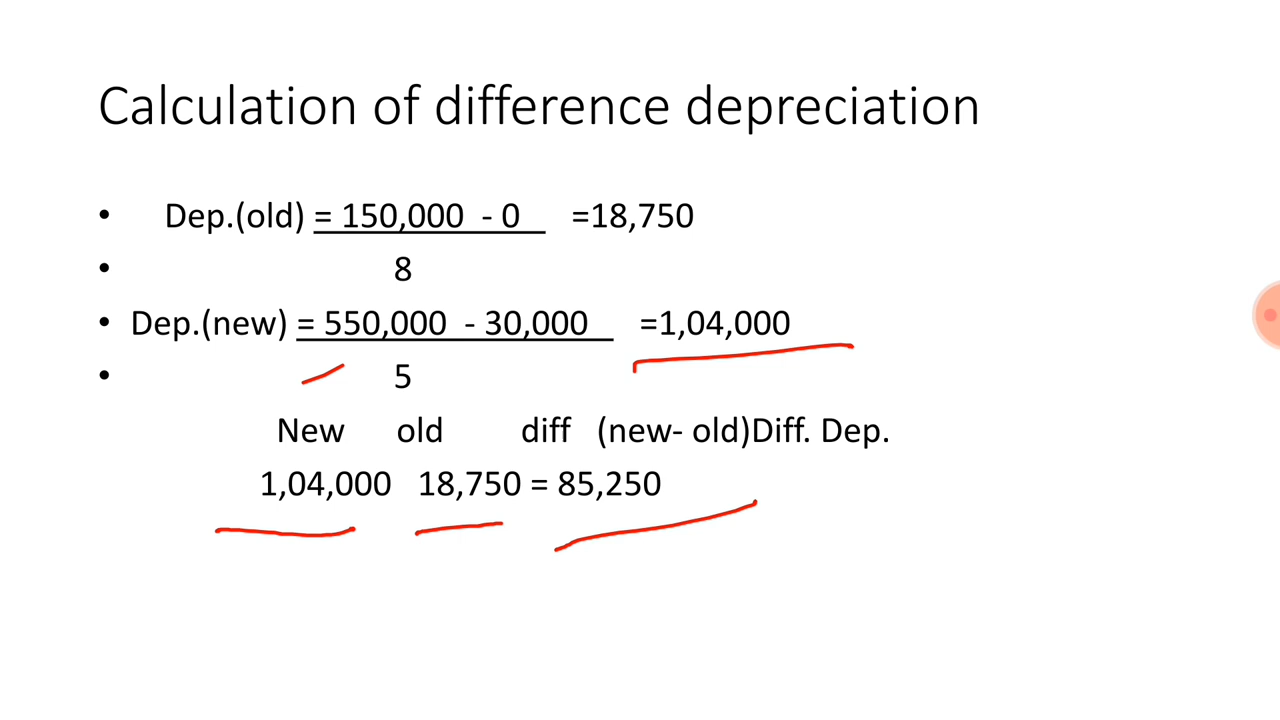 Calculation of difference depreciation
• Dep.(old) = 150,000 - 0 =18,750
• 8
• Dep.(new) = 550,000 - 30,000 =1,04,000
• 5
New old diff (new- old)Diff. Dep.
1,04,000 18,750 = 85,250